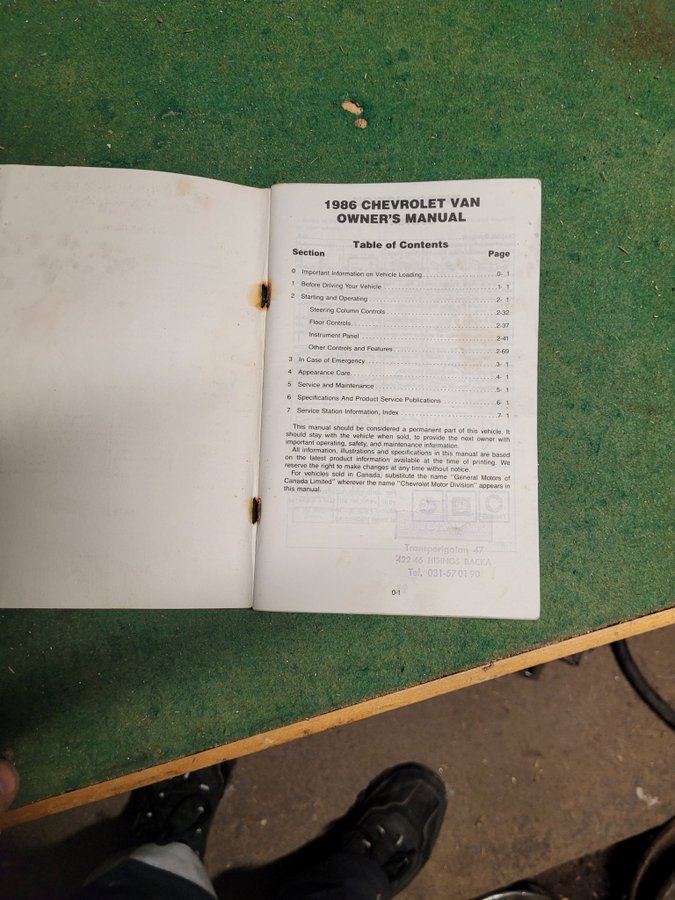 1986 CHEVROLET VAN
OWNER'S MANUAL
Table of Contents
Section Page
0 Important Information on Vehicle Loading 0- 1
1 Before Driving Your Vehicle 1- 1
2 Starting and Operating 2- 1
Steering Column Controls 2-32
Floor Controls 2-37
Instrument Panel 2-41
Other Controls and Features 2-69
3 In Case of Emergency 3- 1
4 Appearance Care 4- 1
5 Service and Maintenance 5- 1
6 Specifications And Product Service Publications 6- 1
7 Service Station Information, Index 7- 1
This manual should be considered a permanent part of this vehicle. It
should stay with the vehicle when sold, to provide the next owner with
important operating, safety, and maintenance information.
All information, illustrations and specifications in this manual are based
on the latest product information available at the time of printing. We
reserve the right to make changes at any time without notice.
For vehicles sold in Canada, substitute the name "General Motors of
Canada Limited" wherever the name "Chevrolet Motor Division" appears in
this manual.
Transportgatan 47
422 46 HISINGS BACKA
Tel. 031-57 01 90
0-1